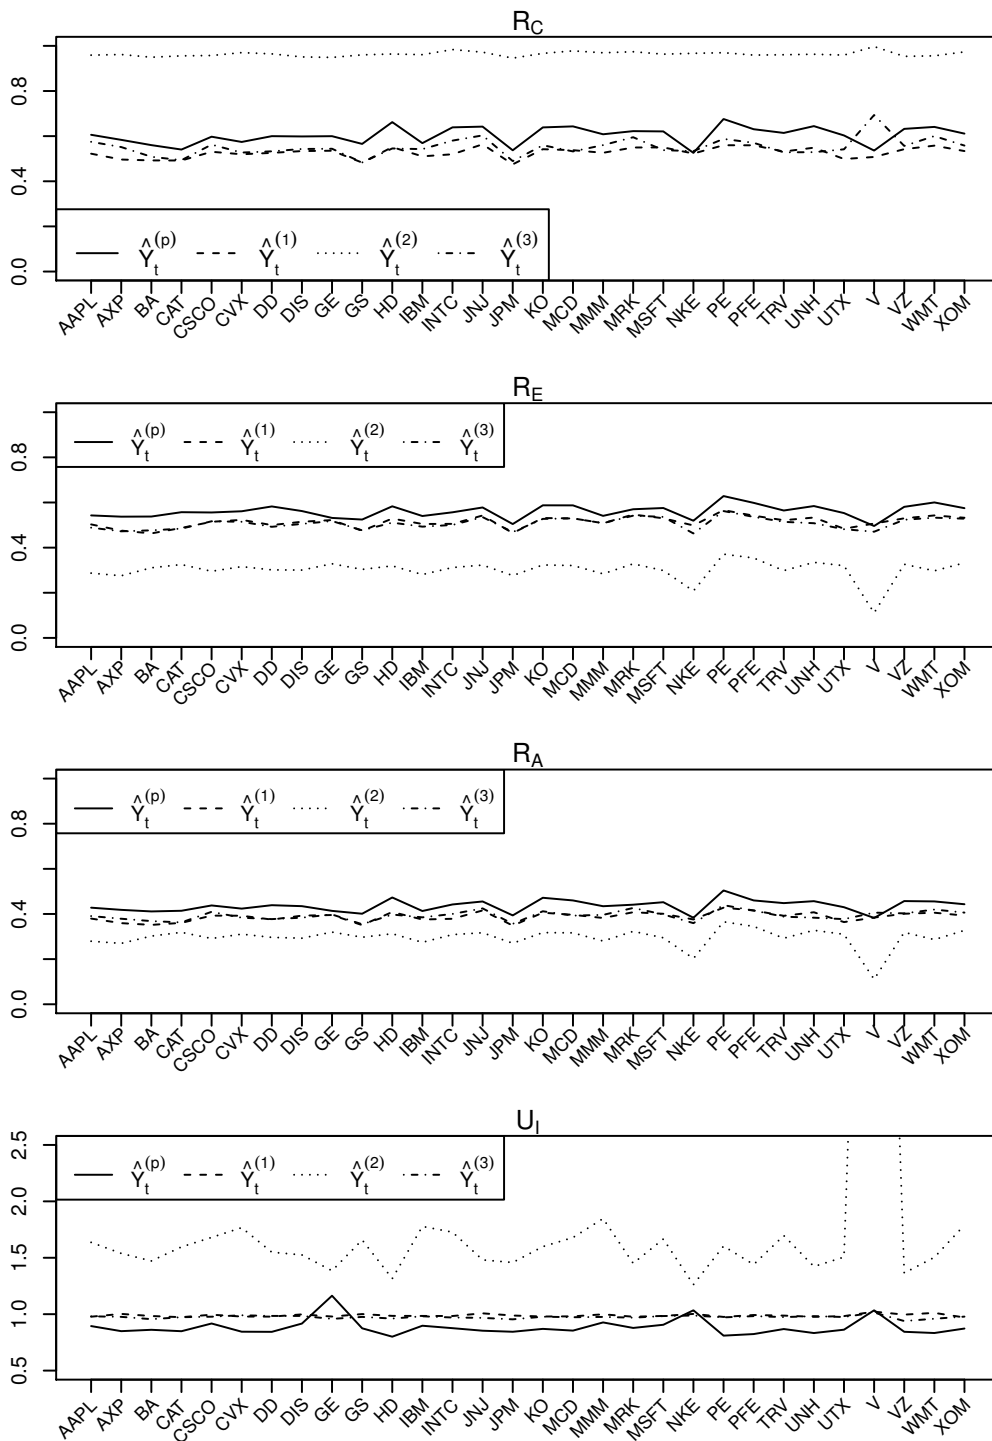 R_C
0.8
0.4
0.0
Ŷ_t^(p) Ŷ_t^(1) Ŷ_t^(2) Ŷ_t^(3)
AAPL AXP BA CAT CSCO CVX DD DIS GE GS HD IBM INTC JNJ JPM KO MCD MMM MRK MSFT NKE PE PFE TRV UNH UTX V VZ WMT XOM
R_E
0.8
0.4
0.0
Ŷ_t^(p) Ŷ_t^(1) Ŷ_t^(2) Ŷ_t^(3)
AAPL AXP BA CAT CSCO CVX DD DIS GE GS HD IBM INTC JNJ JPM KO MCD MMM MRK MSFT NKE PE PFE TRV UNH UTX V VZ WMT XOM
R_A
0.8
0.4
0.0
Ŷ_t^(p) Ŷ_t^(1) Ŷ_t^(2) Ŷ_t^(3)
AAPL AXP BA CAT CSCO CVX DD DIS GE GS HD IBM INTC JNJ JPM KO MCD MMM MRK MSFT NKE PE PFE TRV UNH UTX V VZ WMT XOM
U_I
2.5
2.0
1.5
1.0
0.5
Ŷ_t^(p) Ŷ_t^(1) Ŷ_t^(2) Ŷ_t^(3)
AAPL AXP BA CAT CSCO CVX DD DIS GE GS HD IBM INTC JNJ JPM KO MCD MMM MRK MSFT NKE PE PFE TRV UNH UTX V VZ WMT XOM